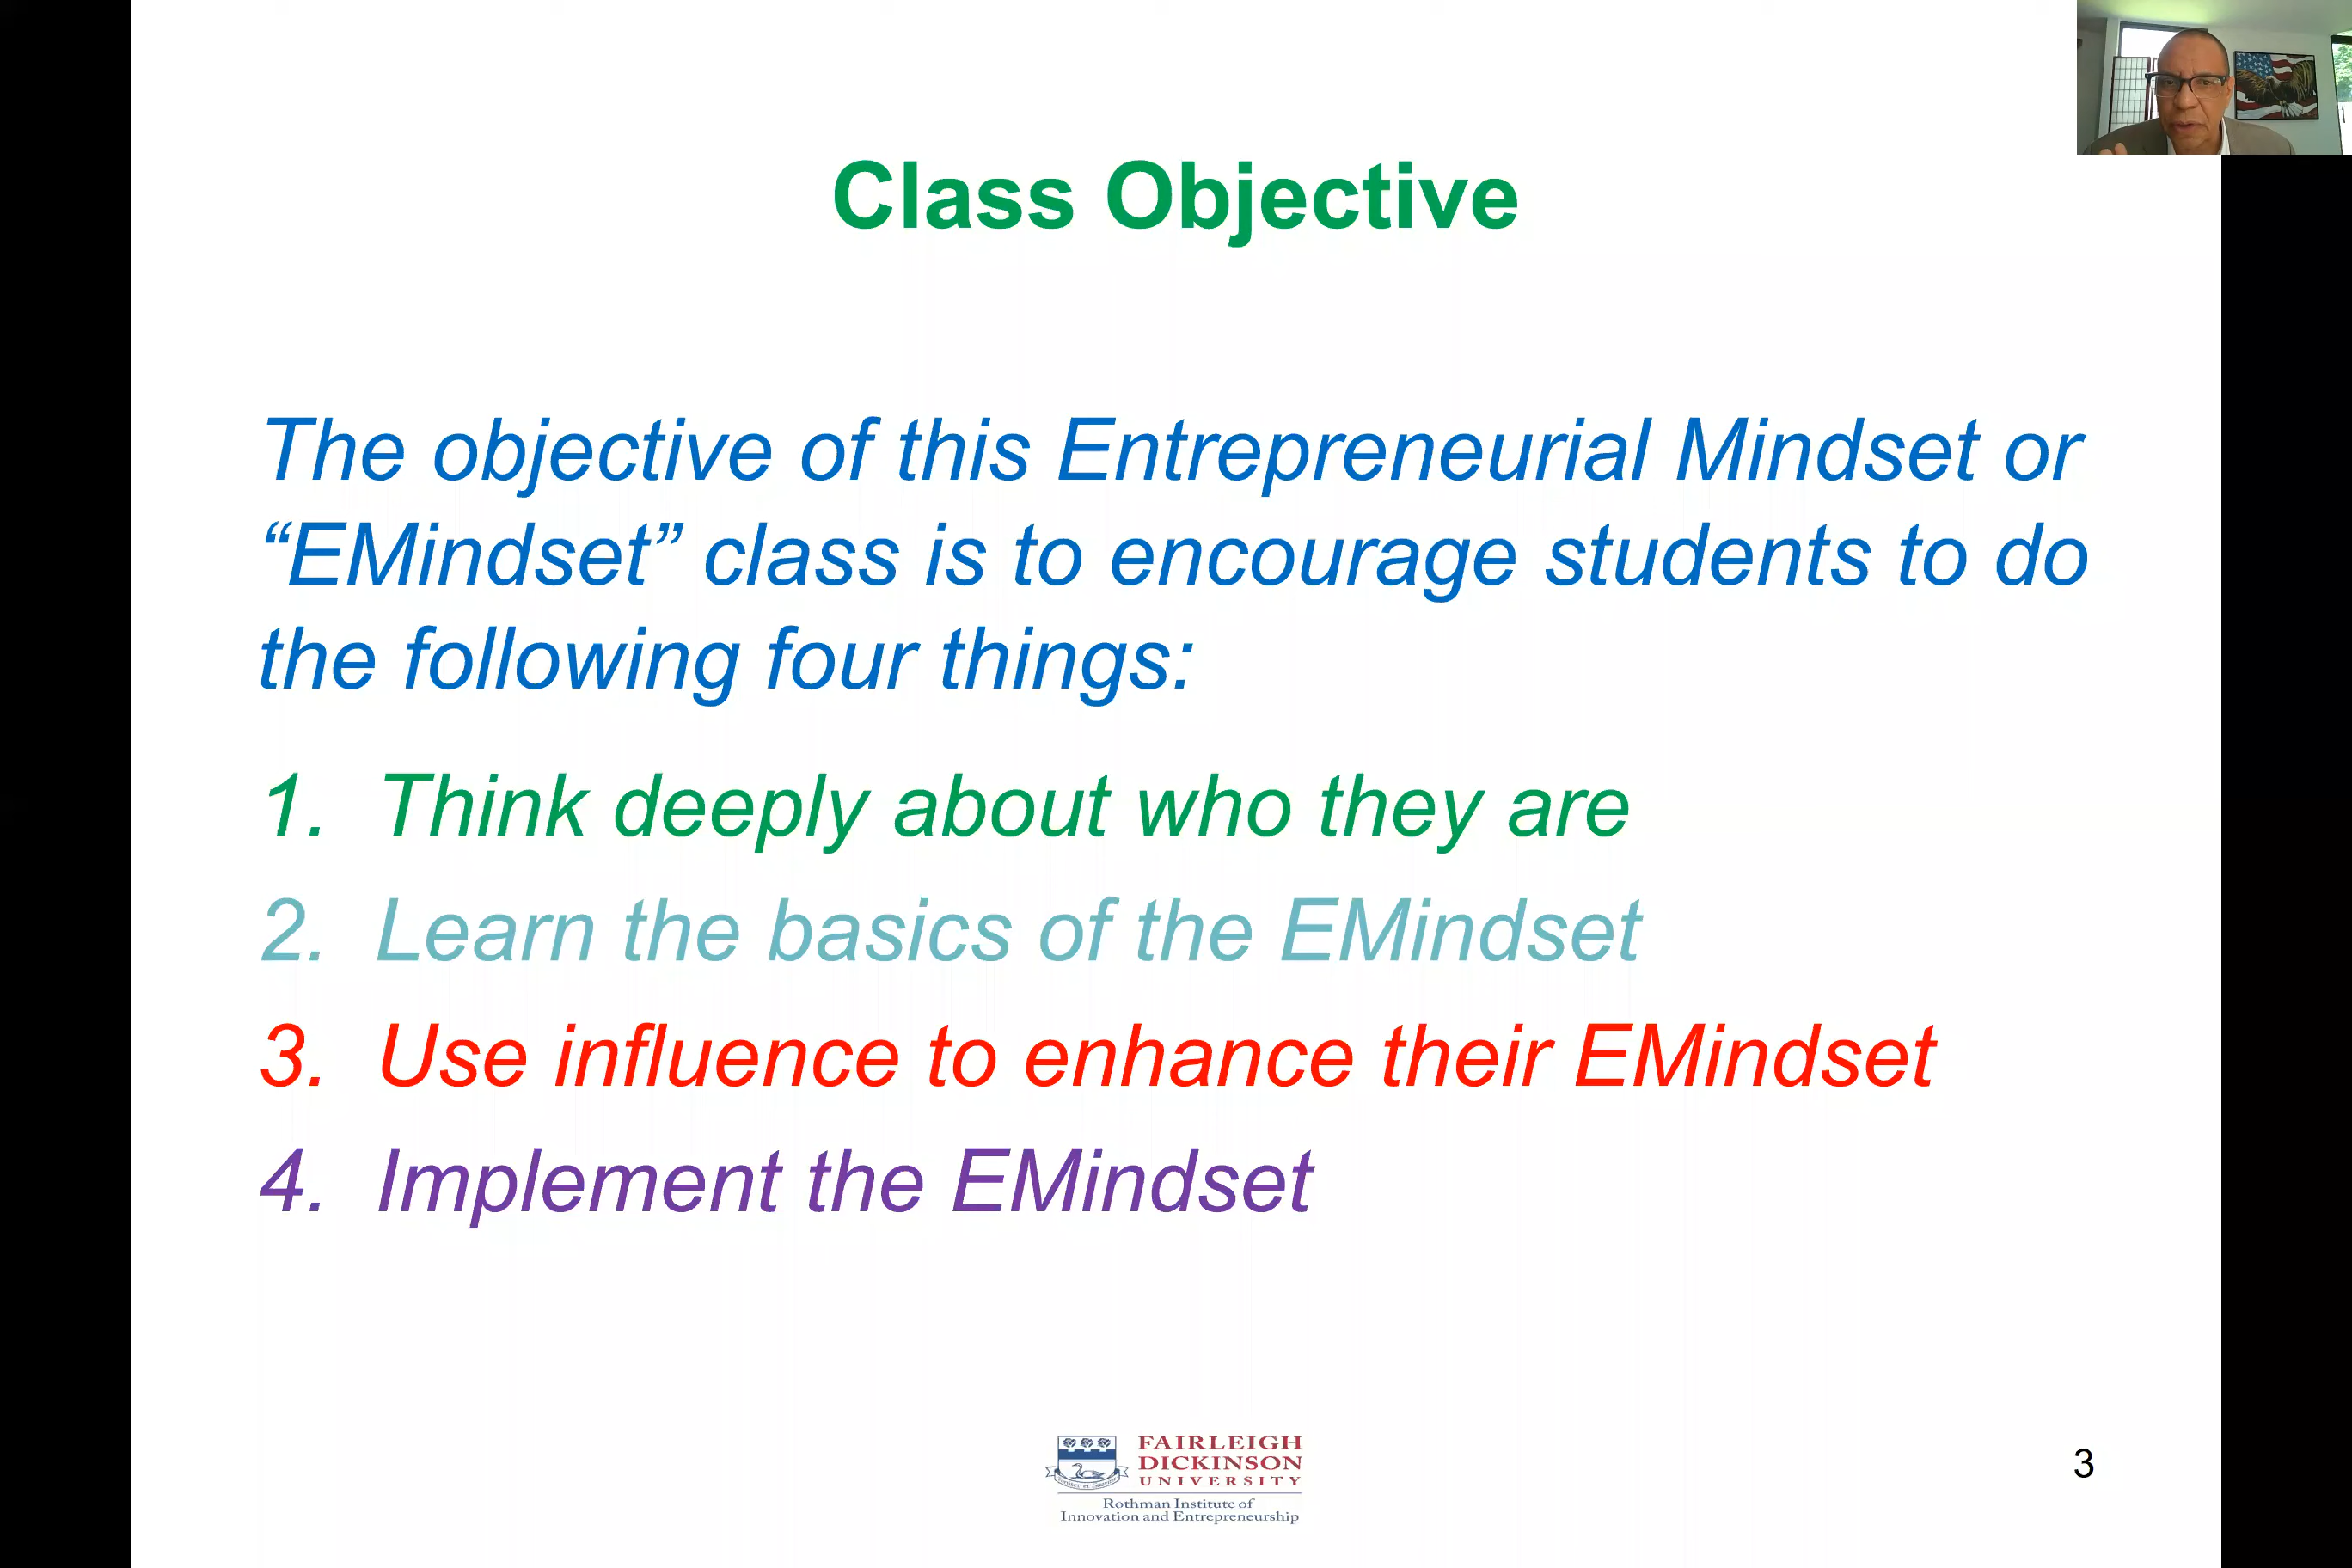 Class Objective
The objective of this Entrepreneurial Mindset or
“EMindset” class is to encourage students to do
the following four things:
1. Think deeply about who they are
2. Learn the basics of the EMindset
3. Use influence to enhance their EMindset
4. Implement the EMindset
FAIRLEIGH
DICKINSON
UNIVERSITY
Rothman Institute of
Innovation and Entrepreneurship
3